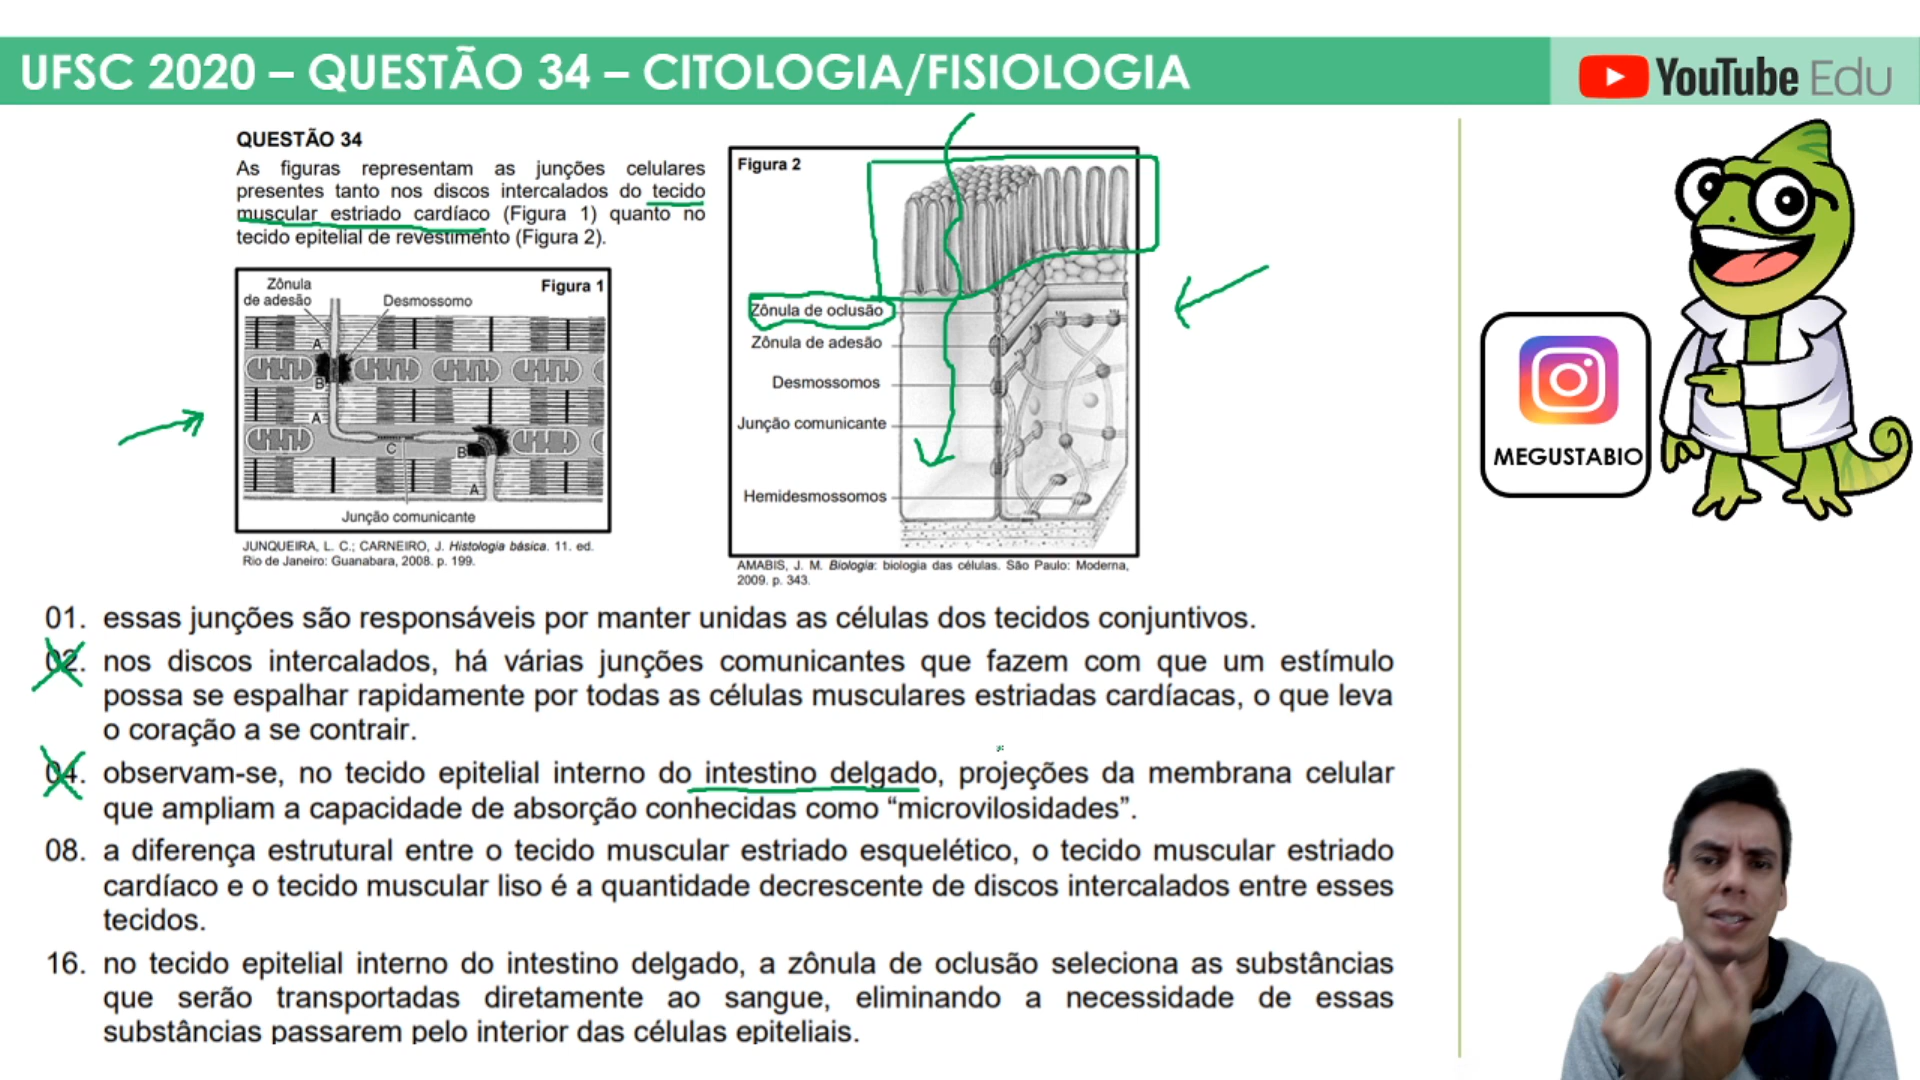 UFSC 2020 – QUESTÃO 34 – CITOLOGIA/FISIOLOGIA
YouTube Edu
QUESTÃO 34
As figuras representam as junções celulares
presentes tanto nos discos intercalados do tecido
muscular estriado cardíaco (Figura 1) quanto no
tecido epitelial de revestimento (Figura 2).
Figura 1
Zônula
de adesão
Desmossomo
A
B
A
C
B
A
Junção comunicante
JUNQUEIRA, L. C.; CARNEIRO, J. Histologia básica. 11. ed.
Rio de Janeiro: Guanabara, 2008. p. 199.
Figura 2
Zônula de oclusão
Zônula de adesão
Desmossomos
Junção comunicante
Hemidesmossomos
AMABIS, J. M. Biologia: biologia das células. São Paulo: Moderna,
2009. p. 343.
MEGUSTABIO
01. essas junções são responsáveis por manter unidas as células dos tecidos conjuntivos.
02. nos discos intercalados, há várias junções comunicantes que fazem com que um estímulo
possa se espalhar rapidamente por todas as células musculares estriadas cardíacas, o que leva
o coração a se contrair.
04. observam-se, no tecido epitelial interno do intestino delgado, projeções da membrana celular
que ampliam a capacidade de absorção conhecidas como “microvilosidades”.
08. a diferença estrutural entre o tecido muscular estriado esquelético, o tecido muscular estriado
cardíaco e o tecido muscular liso é a quantidade decrescente de discos intercalados entre esses
tecidos.
16. no tecido epitelial interno do intestino delgado, a zônula de oclusão seleciona as substâncias
que serão transportadas diretamente ao sangue, eliminando a necessidade de essas
substâncias passarem pelo interior das células epiteliais.